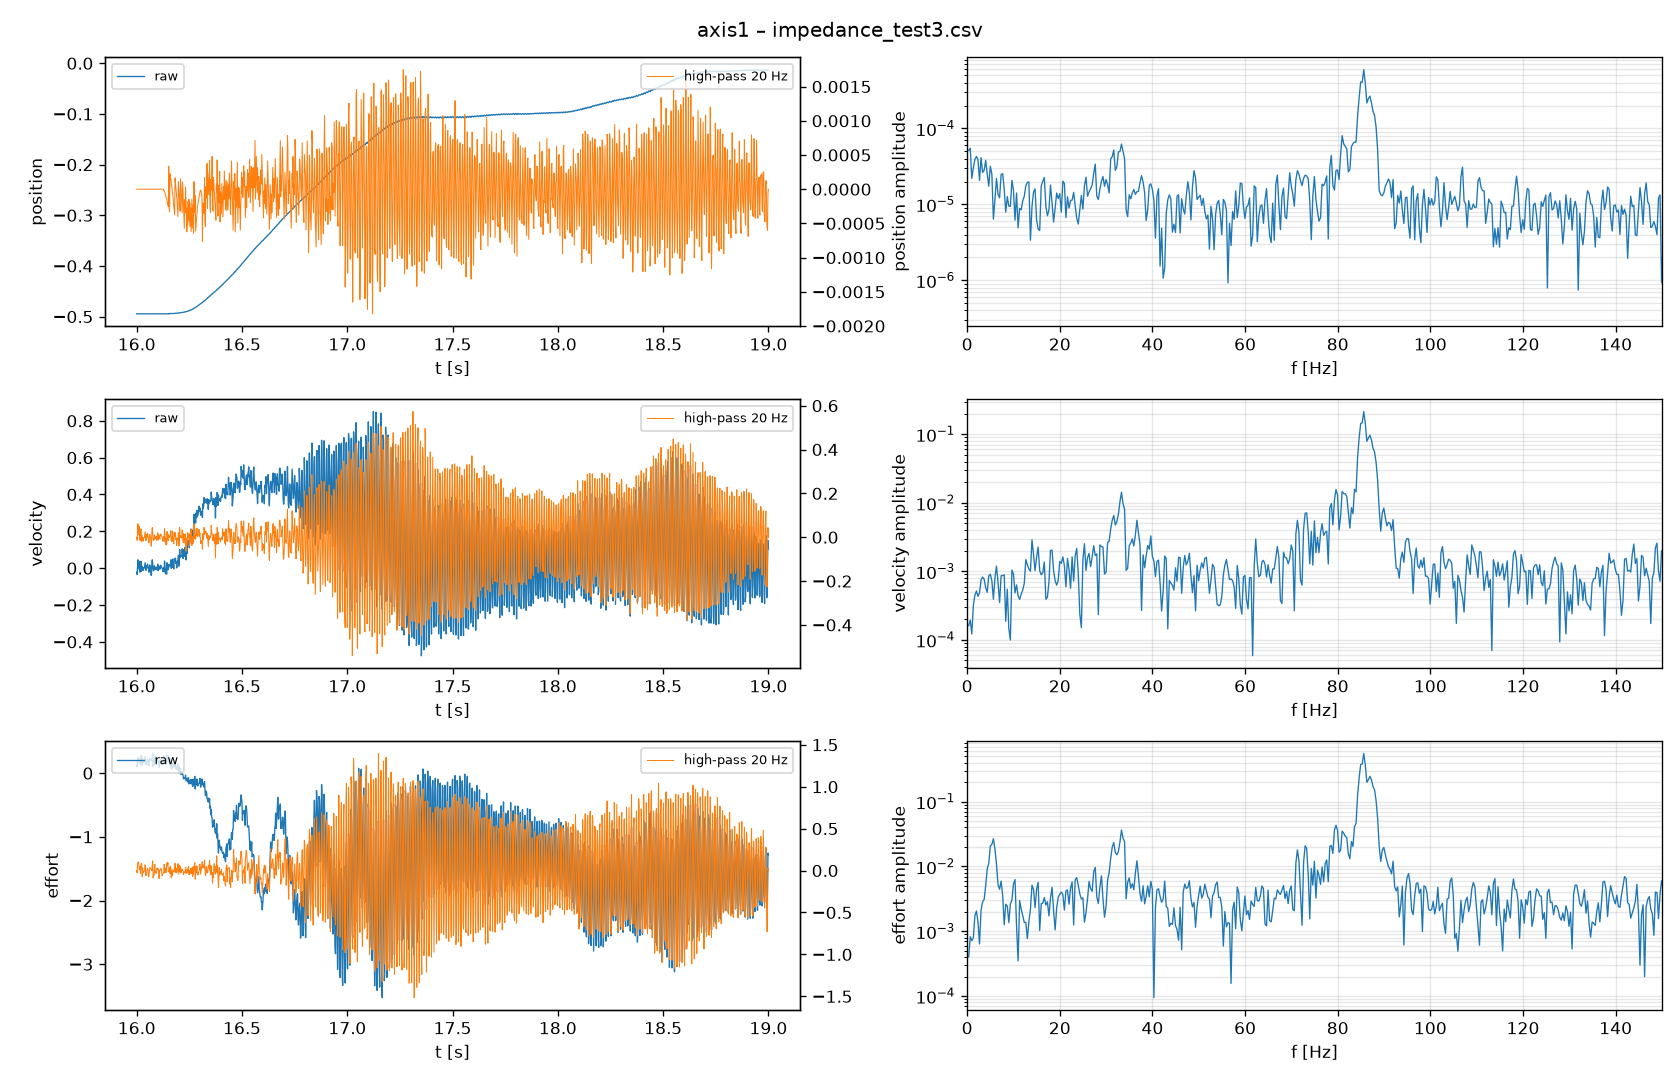 axis1 – impedance_test3.csv
raw
high-pass 20 Hz
position
0.0
−0.1
−0.2
−0.3
−0.4
−0.5
0.0015
0.0010
0.0005
0.0000
−0.0005
−0.0010
−0.0015
−0.0020
16.0 16.5 17.0 17.5 18.0 18.5 19.0
t [s]
position amplitude
10−4
10−5
10−6
0 20 40 60 80 100 120 140
f [Hz]
raw
high-pass 20 Hz
velocity
0.8
0.6
0.4
0.2
0.0
−0.2
−0.4
0.6
0.4
0.2
0.0
−0.2
−0.4
16.0 16.5 17.0 17.5 18.0 18.5 19.0
t [s]
velocity amplitude
10−1
10−2
10−3
10−4
0 20 40 60 80 100 120 140
f [Hz]
raw
high-pass 20 Hz
effort
0
−1
−2
−3
1.5
1.0
0.5
0.0
−0.5
−1.0
−1.5
16.0 16.5 17.0 17.5 18.0 18.5 19.0
t [s]
effort amplitude
10−1
10−2
10−3
10−4
0 20 40 60 80 100 120 140
f [Hz]